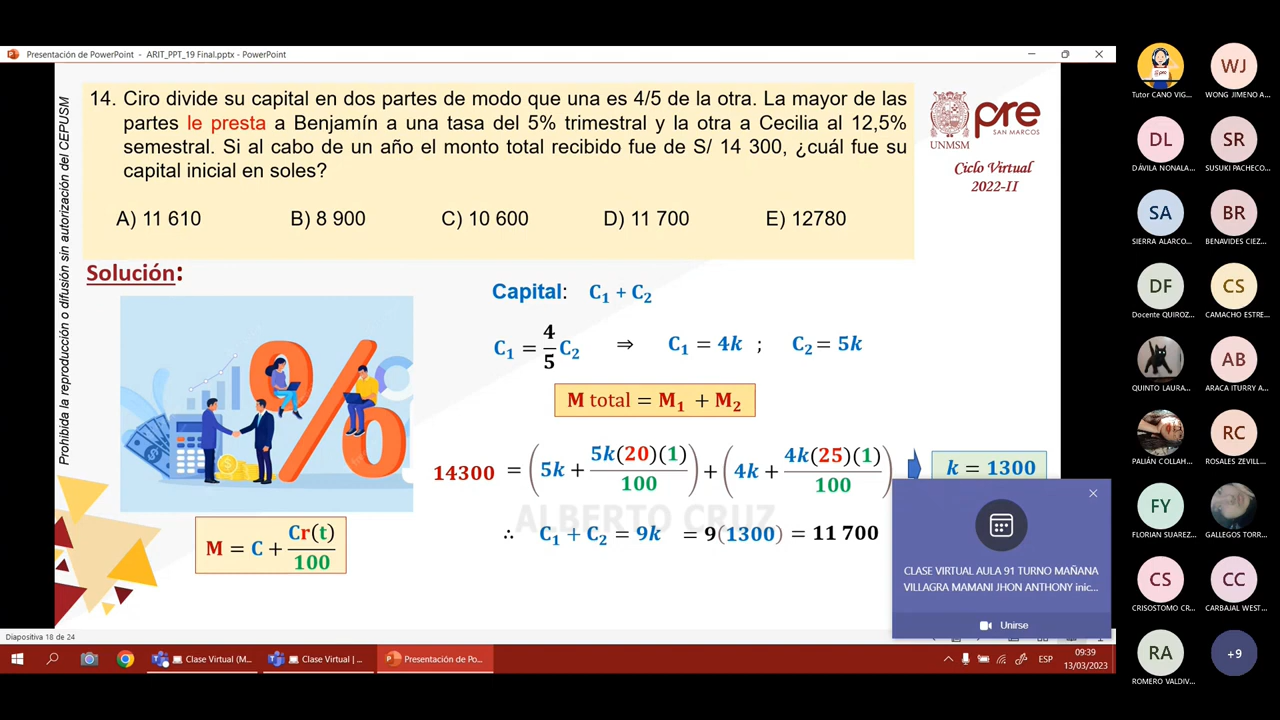 Presentación de PowerPoint - ARIT_PPT_19 Final.pptx - PowerPoint
Prohibida la reproducción o difusión sin autorización del CEPUSM
14. Ciro divide su capital en dos partes de modo que una es 4/5 de la otra. La mayor de las
partes le presta a Benjamín a una tasa del 5% trimestral y la otra a Cecilia al 12,5%
semestral. Si al cabo de un año el monto total recibido fue de S/ 14 300, ¿cuál fue su
capital inicial en soles?
A) 11 610 B) 8 900 C) 10 600 D) 11 700 E) 12780
UNMSM
pre
SAN MARCOS
Ciclo Virtual
2022-II
Solución:
Capital: C₁ + C₂
C₁ = 4/5 C₂ ⇒ C₁ = 4k ; C₂ = 5k
M total = M₁ + M₂
14300 = (5k + 5k(20)(1)/100) + (4k + 4k(25)(1)/100)
k = 1300
ALBERTO CRUZ
∴ C₁ + C₂ = 9k = 9(1300) = 11 700
M = C + Cr(t)/100
CLASE VIRTUAL AULA 91 TURNO MAÑANA
VILLAGRA MAMANI JHON ANTHONY inic...
Unirse
Diapositiva 18 de 24
Clase Virtual (M...
Clase Virtual | ...
Presentación de Po...
ESP
09:39
13/03/2023
Tutor CANO VIG...
WJ
WONG JIMENO A...
DL
DÁVILA NONALA...
SR
SUSUKI PACHECO...
SA
SIERRA ALARCO...
BR
BENAVIDES CIEZ...
DF
Docente QUIROZ...
CS
CAMACHO ESTRE...
QUINTO LAURA...
AB
ARACA ITURRY A...
PALIÁN COLLAH...
RC
ROSALES ZEVILL...
FY
FLORIAN SUAREZ...
GALLEGOS TORR...
CS
CRISOSTOMO CR...
CC
CARBAJAL WEST...
RA
ROMERO VALDIV...
+9